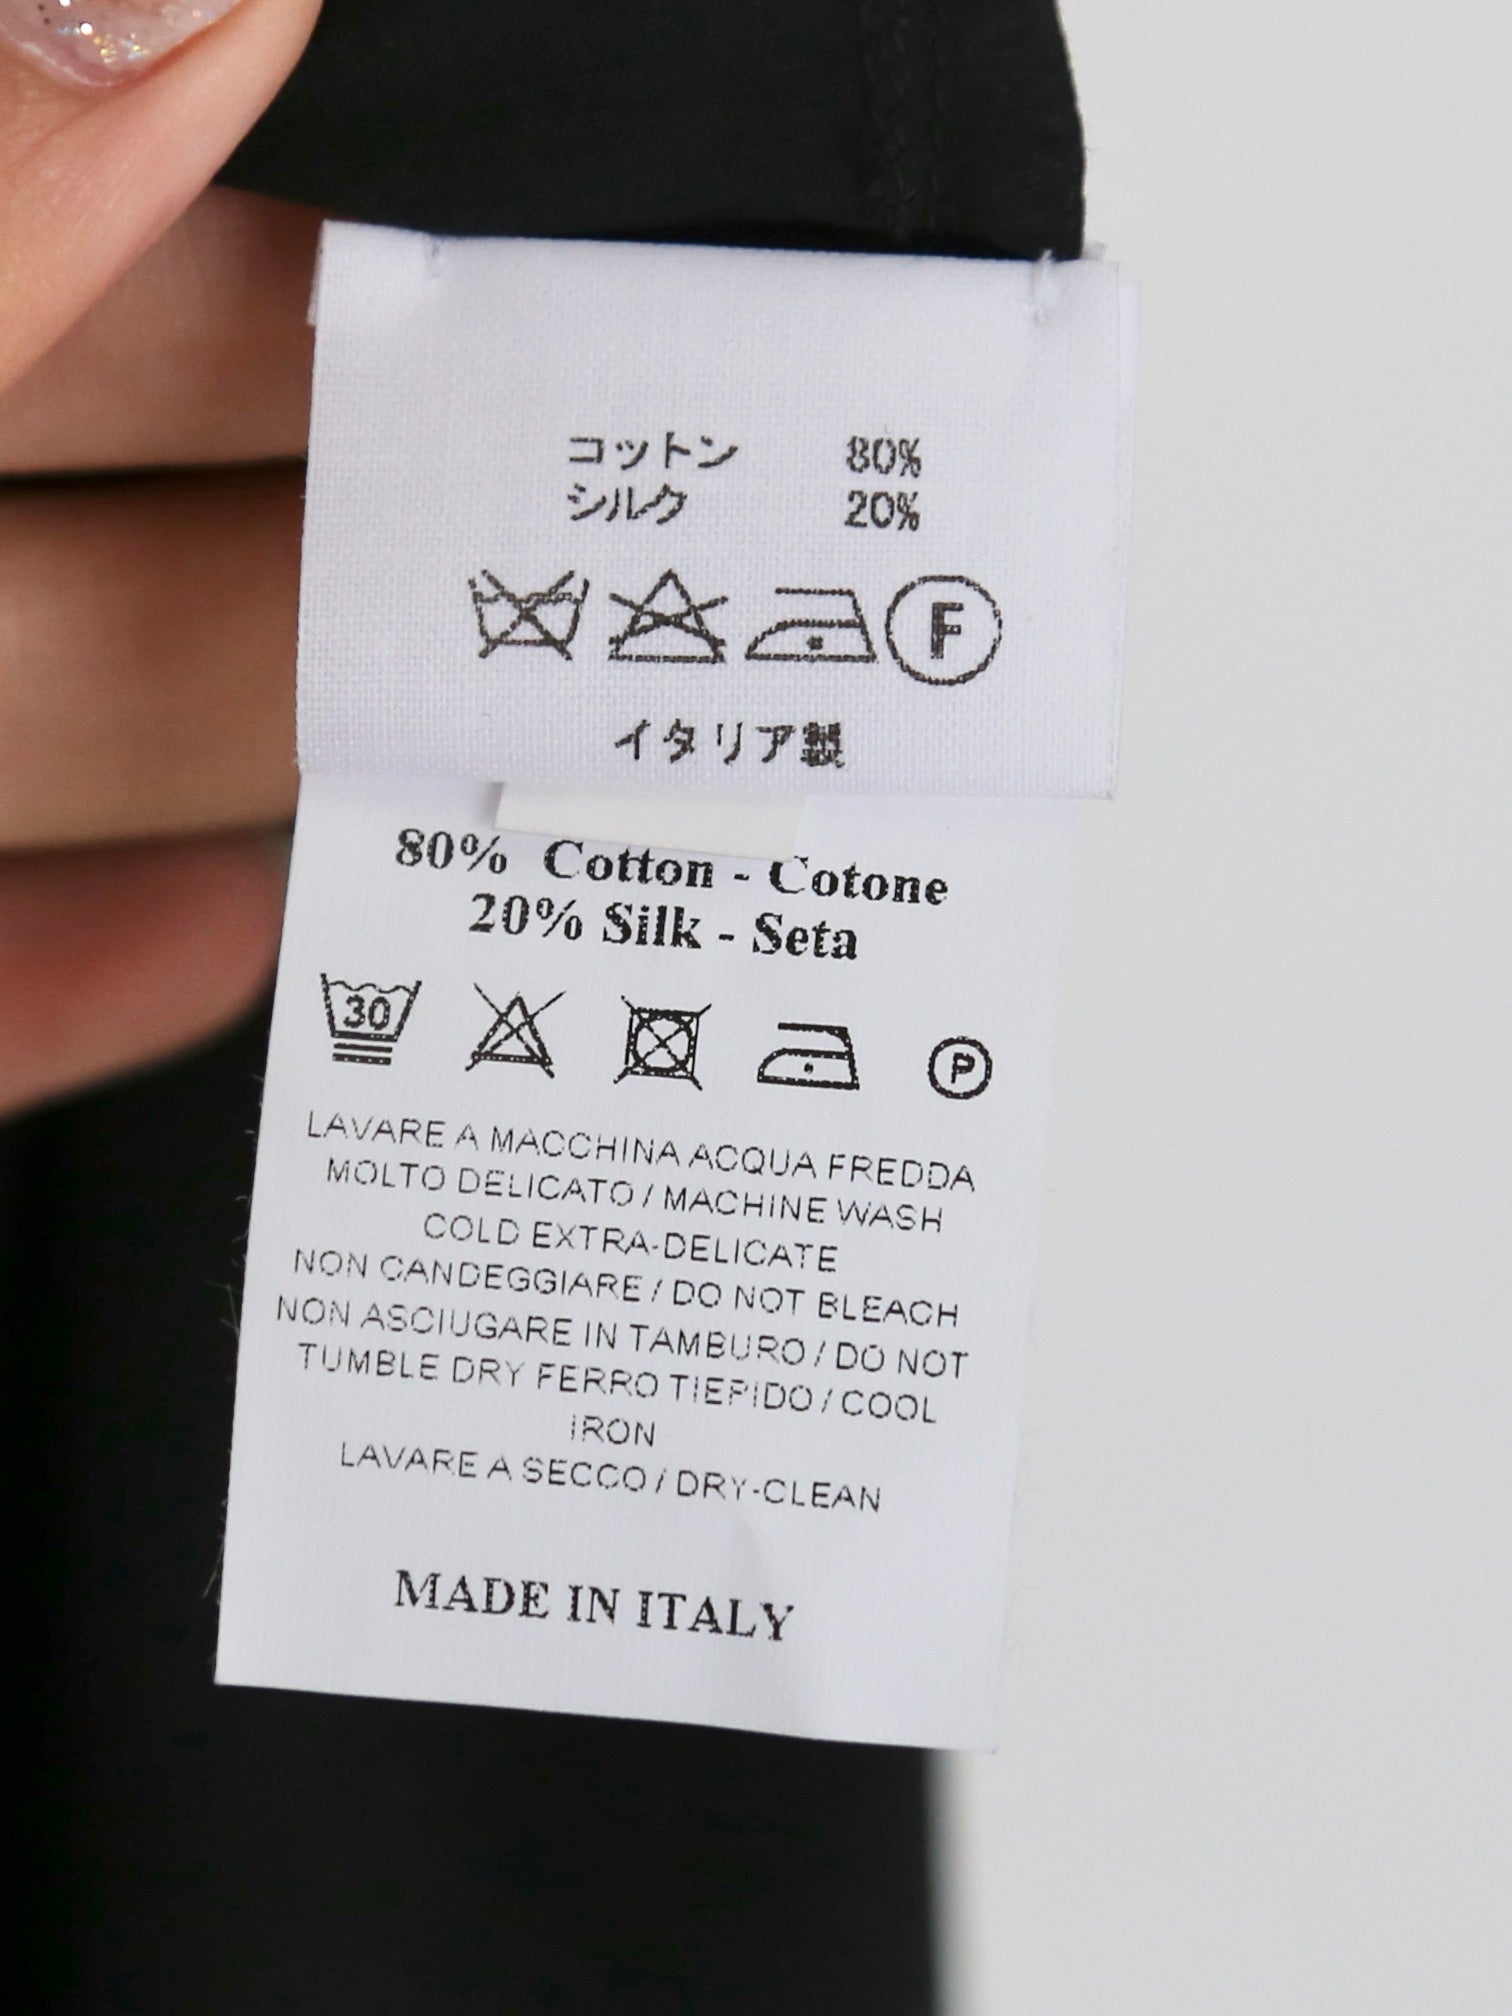 コットン 80%
シルク 20%
F
イタリア製
80% Cotton - Cotone
20% Silk - Seta
30
P
LAVARE A MACCHINA ACQUA FREDDA
MOLTO DELICATO / MACHINE WASH
COLD EXTRA-DELICATE
NON CANDEGGIARE / DO NOT BLEACH
NON ASCIUGARE IN TAMBURO / DO NOT
TUMBLE DRY FERRO TIEPIDO / COOL
IRON
LAVARE A SECCO / DRY-CLEAN
MADE IN ITALY